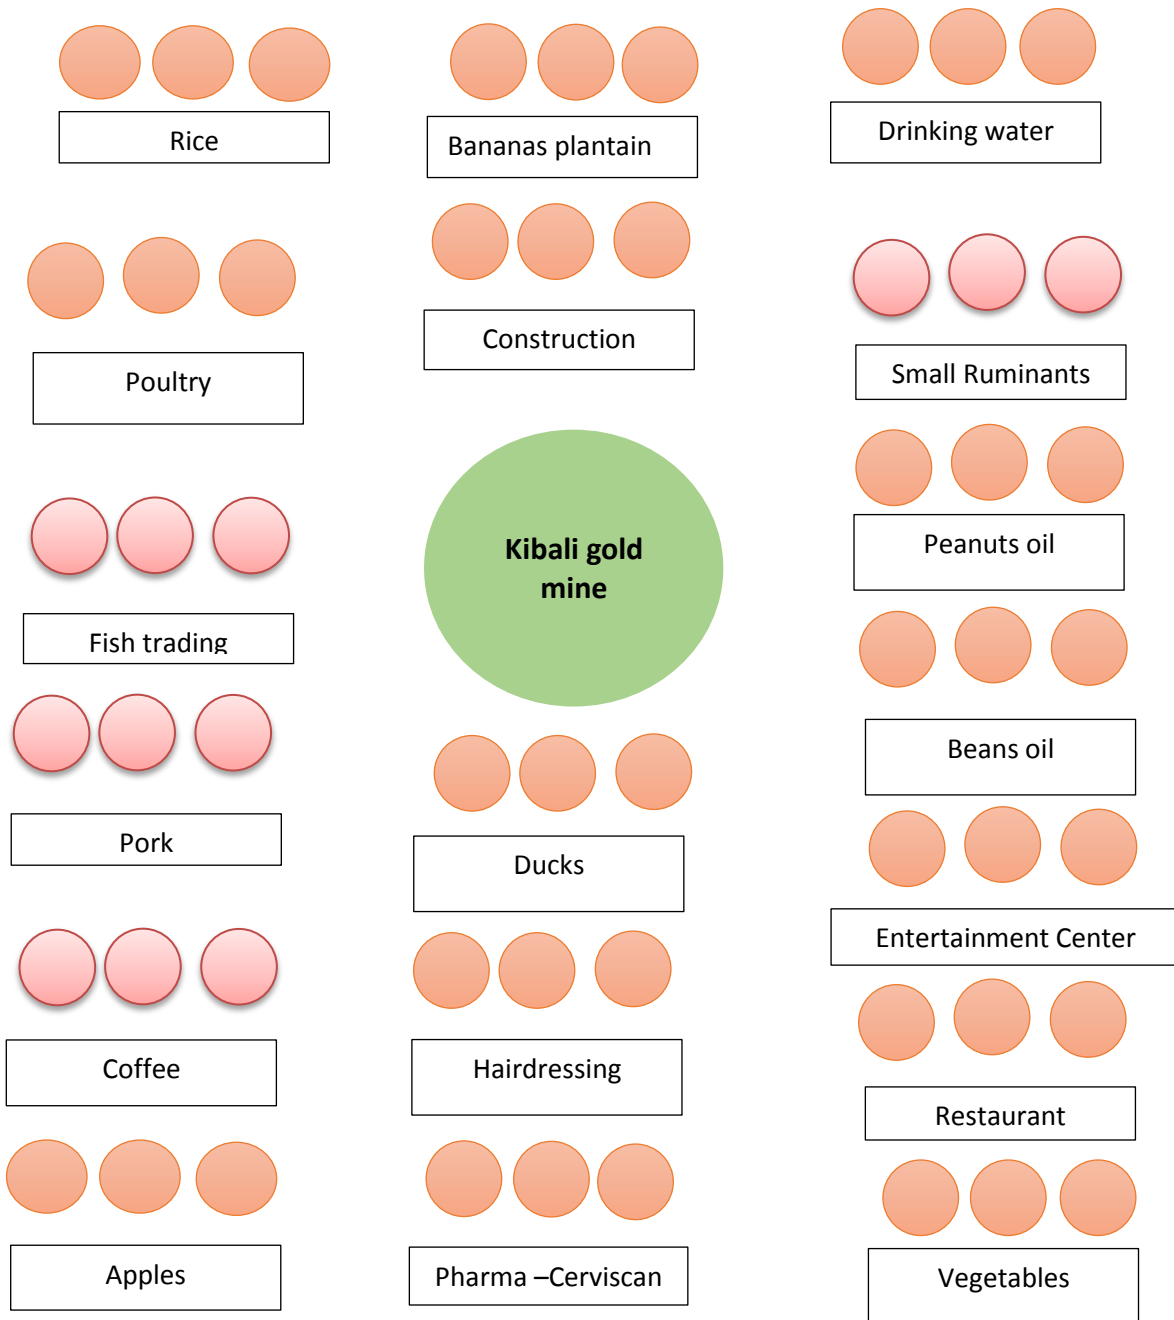 Rice
Bananas plantain
Drinking water
Poultry
Construction
Small Ruminants
Kibali gold
mine
Peanuts oil
Fish trading
Beans oil
Pork
Ducks
Entertainment Center
Coffee
Hairdressing
Restaurant
Apples
Pharma –Cerviscan
Vegetables